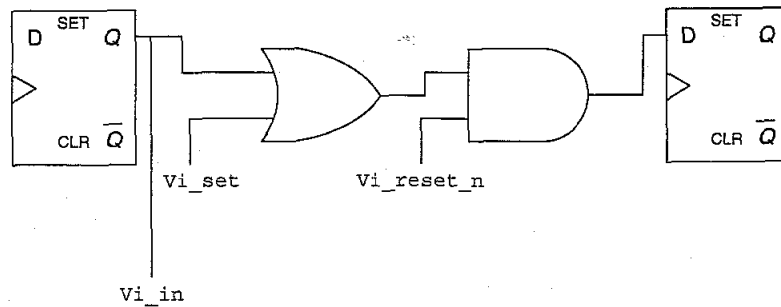 SET
D Q
CLR Q̅
Vi_set
Vi_reset_n
Vi_in
SET
D Q
CLR Q̅